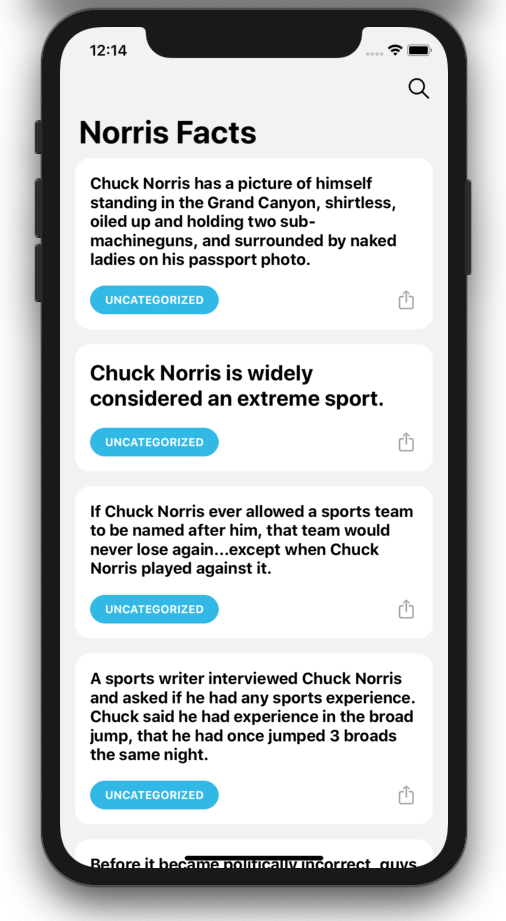 12:14
Norris Facts
Chuck Norris has a picture of himself
standing in the Grand Canyon, shirtless,
oiled up and holding two sub-
machineguns, and surrounded by naked
ladies on his passport photo.
UNCATEGORIZED
Chuck Norris is widely
considered an extreme sport.
UNCATEGORIZED
If Chuck Norris ever allowed a sports team
to be named after him, that team would
never lose again...except when Chuck
Norris played against it.
UNCATEGORIZED
A sports writer interviewed Chuck Norris
and asked if he had any sports experience.
Chuck said he had experience in the broad
jump, that he had once jumped 3 broads
the same night.
UNCATEGORIZED
Before it became politically incorrect, guys